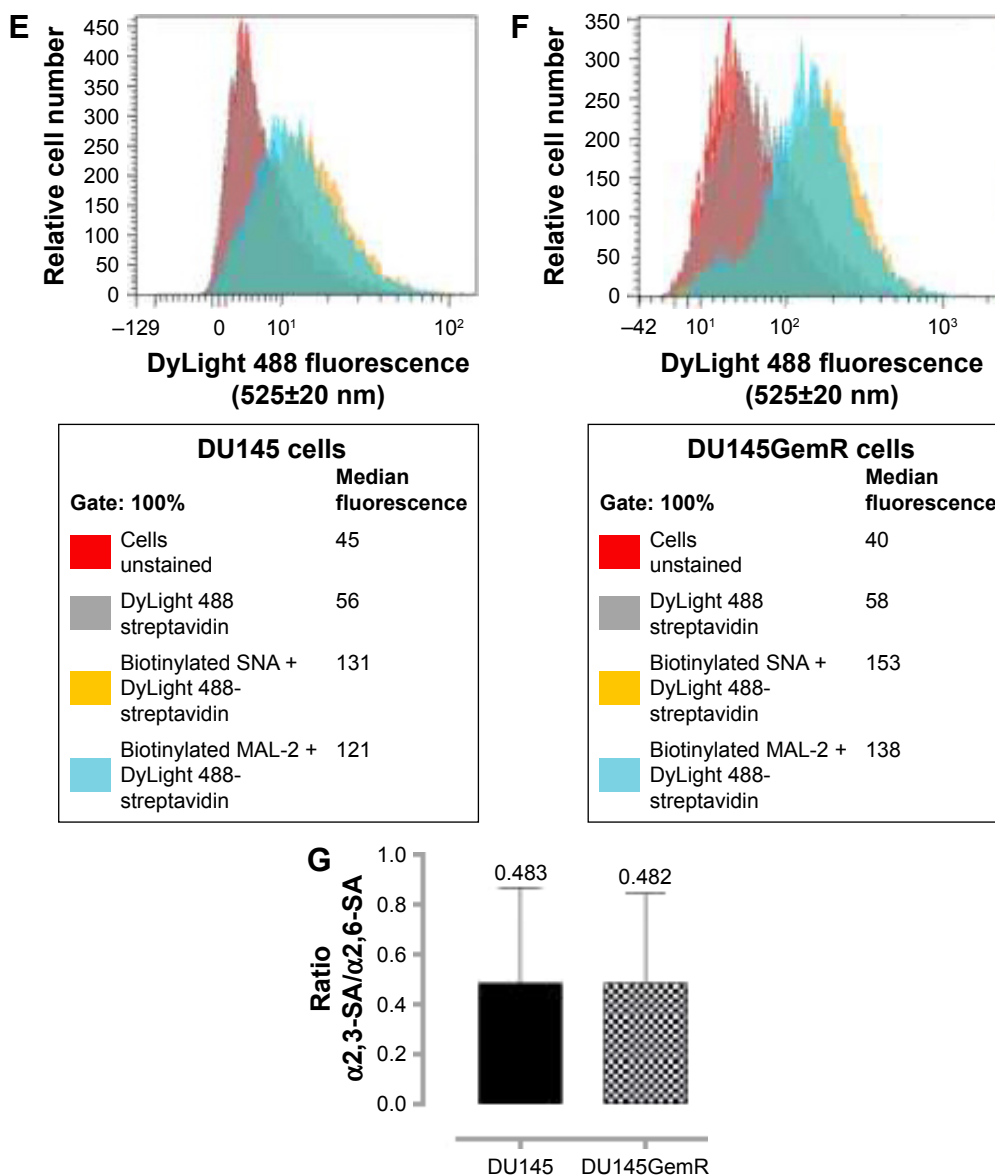 E
Relative cell number
450
400
350
300
250
200
150
100
50
0
–129 0 10¹ 10²
DyLight 488 fluorescence
(525±20 nm)
DU145 cells
Gate: 100% Median fluorescence
Cells unstained 45
DyLight 488 streptavidin 56
Biotinylated SNA + DyLight 488-streptavidin 131
Biotinylated MAL-2 + DyLight 488-streptavidin 121
F
Relative cell number
350
300
250
200
150
100
50
0
–42 10¹ 10² 10³
DyLight 488 fluorescence
(525±20 nm)
DU145GemR cells
Gate: 100% Median fluorescence
Cells unstained 40
DyLight 488 streptavidin 58
Biotinylated SNA + DyLight 488-streptavidin 153
Biotinylated MAL-2 + DyLight 488-streptavidin 138
G
Ratio
α2,3-SA/α2,6-SA
1.0
0.8
0.6
0.4
0.2
0.0
0.483 0.482
DU145 DU145GemR